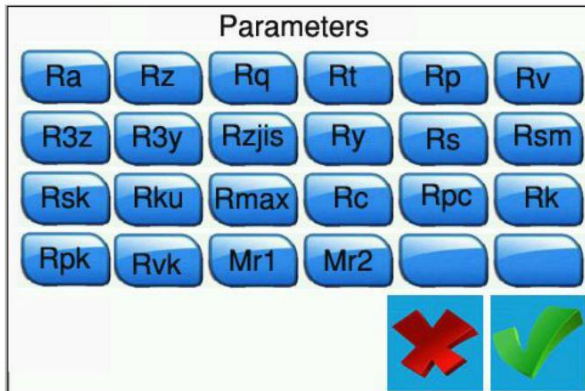 Parameters
Ra Rz Rq Rt Rp Rv
R3z R3y Rzjis Ry Rs Rsm
Rsk Rku Rmax Rc Rpc Rk
Rpk Rvk Mr1 Mr2